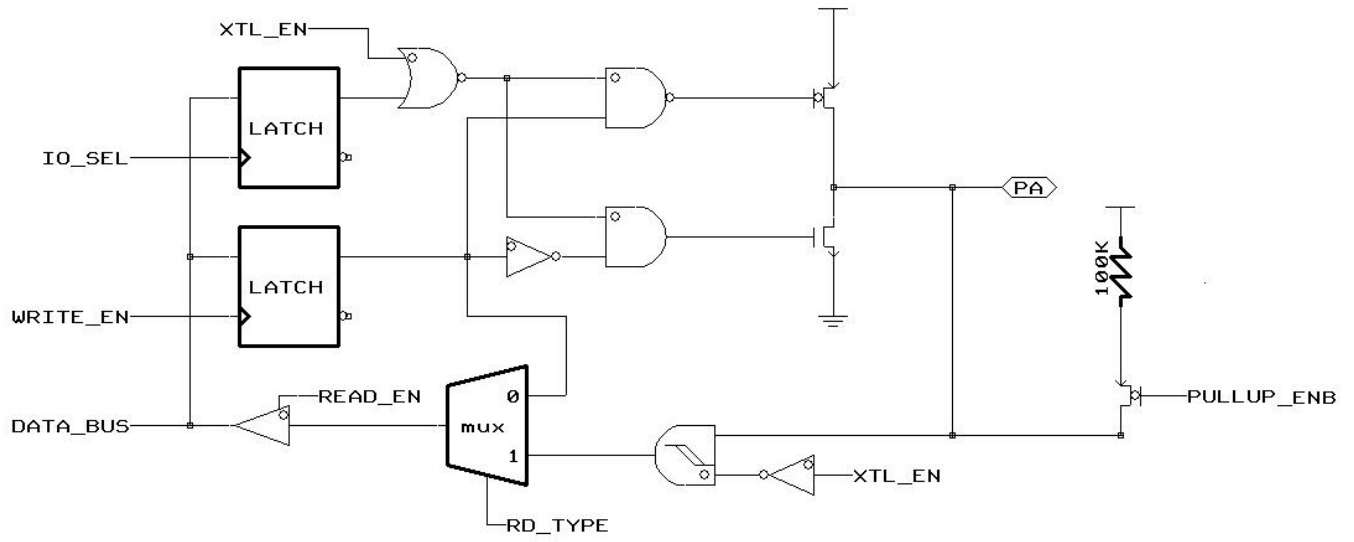 XTL_EN
LATCH
IO_SEL
PA
100K
LATCH
WRITE_EN
READ_EN
0
PULLUP_ENB
DATA_BUS
mux
1
XTL_EN
RD_TYPE